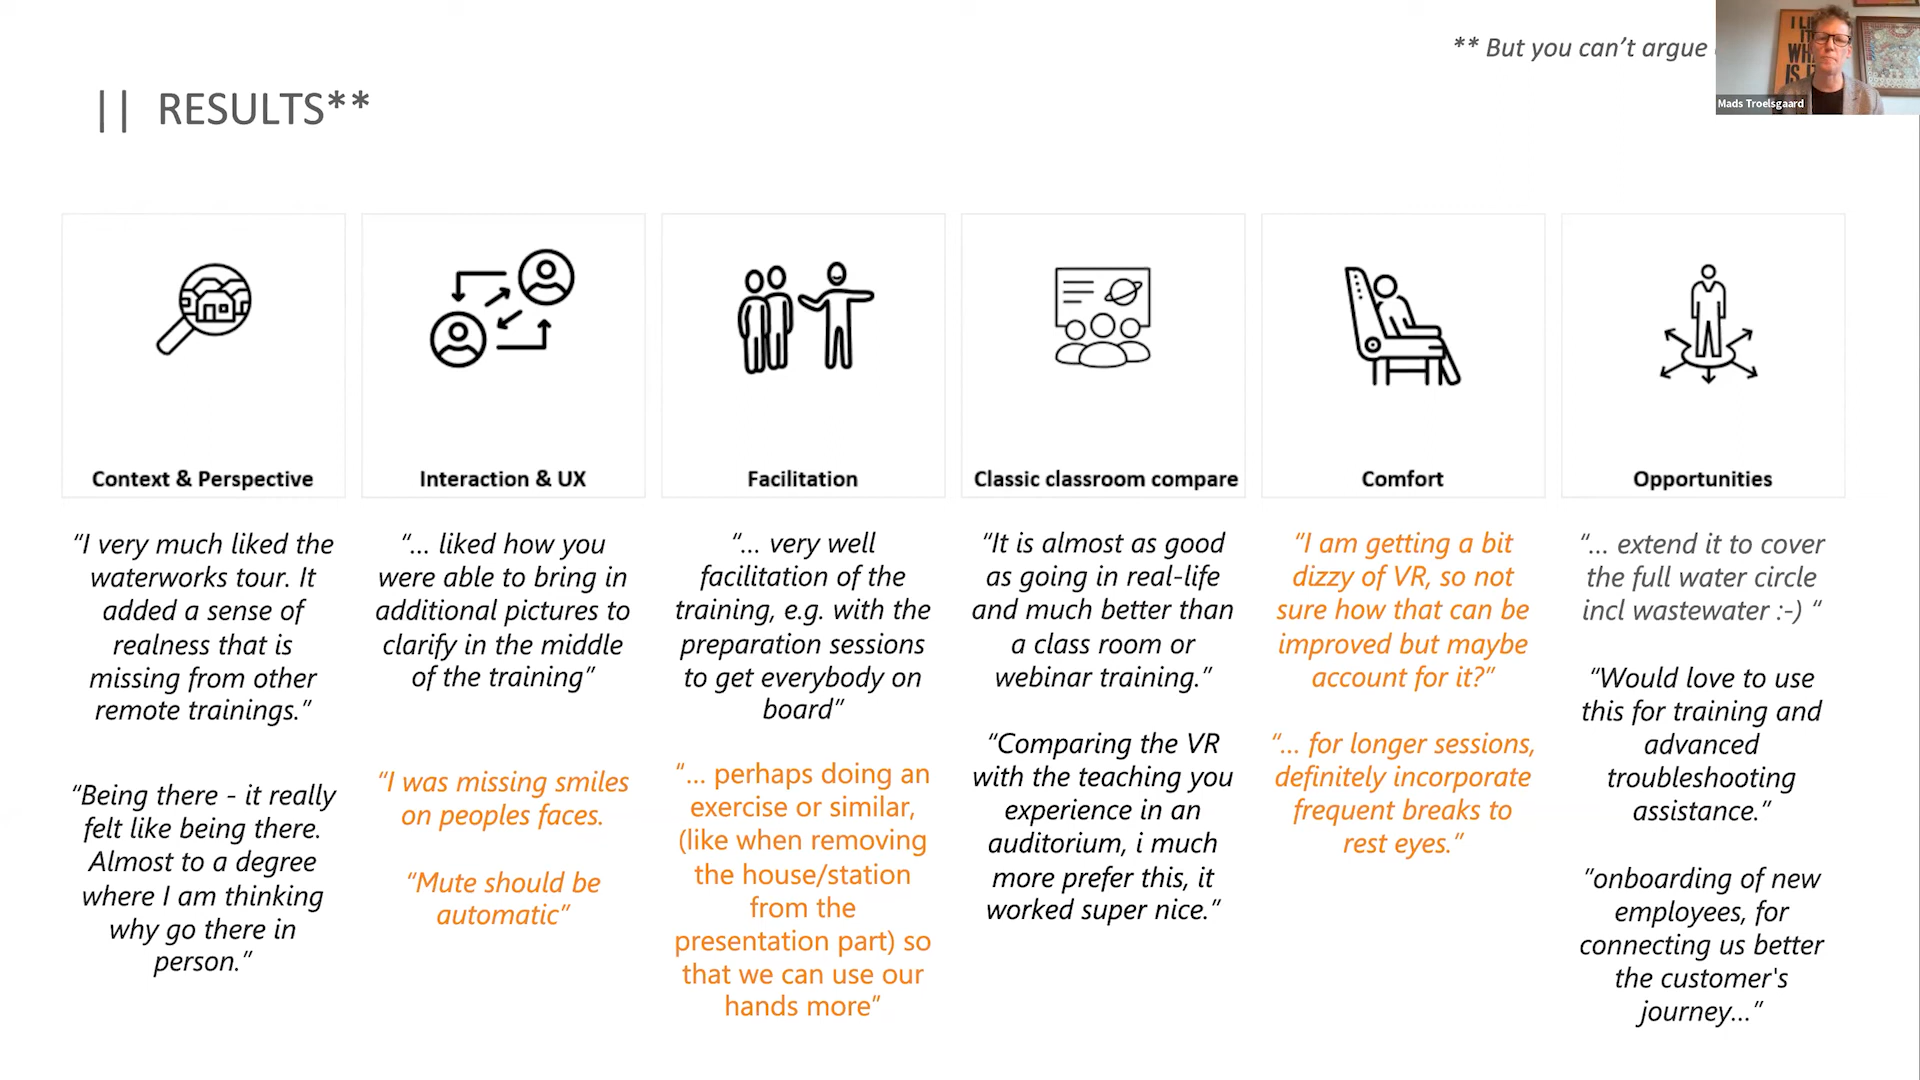 ** But you can’t argue
Mads Troelsgaard
|| RESULTS**
Context & Perspective
“I very much liked the
waterworks tour. It
added a sense of
realness that is
missing from other
remote trainings.”
“Being there - it really
felt like being there.
Almost to a degree
where I am thinking
why go there in
person.”
Interaction & UX
“... liked how you
were able to bring in
additional pictures to
clarify in the middle
of the training”
“I was missing smiles
on peoples faces.
“Mute should be
automatic”
Facilitation
“... very well
facilitation of the
training, e.g. with the
preparation sessions
to get everybody on
board”
“... perhaps doing an
exercise or similar,
(like when removing
the house/station
from the
presentation part) so
that we can use our
hands more”
Classic classroom compare
“It is almost as good
as going in real-life
and much better than
a class room or
webinar training.”
“Comparing the VR
with the teaching you
experience in an
auditorium, i much
more prefer this, it
worked super nice.”
Comfort
“I am getting a bit
dizzy of VR, so not
sure how that can be
improved but maybe
account for it?”
“... for longer sessions,
definitely incorporate
frequent breaks to
rest eyes.”
Opportunities
“... extend it to cover
the full water circle
incl wastewater :-) “
“Would love to use
this for training and
advanced
troubleshooting
assistance.”
”onboarding of new
employees, for
connecting us better
the customer's
journey...”